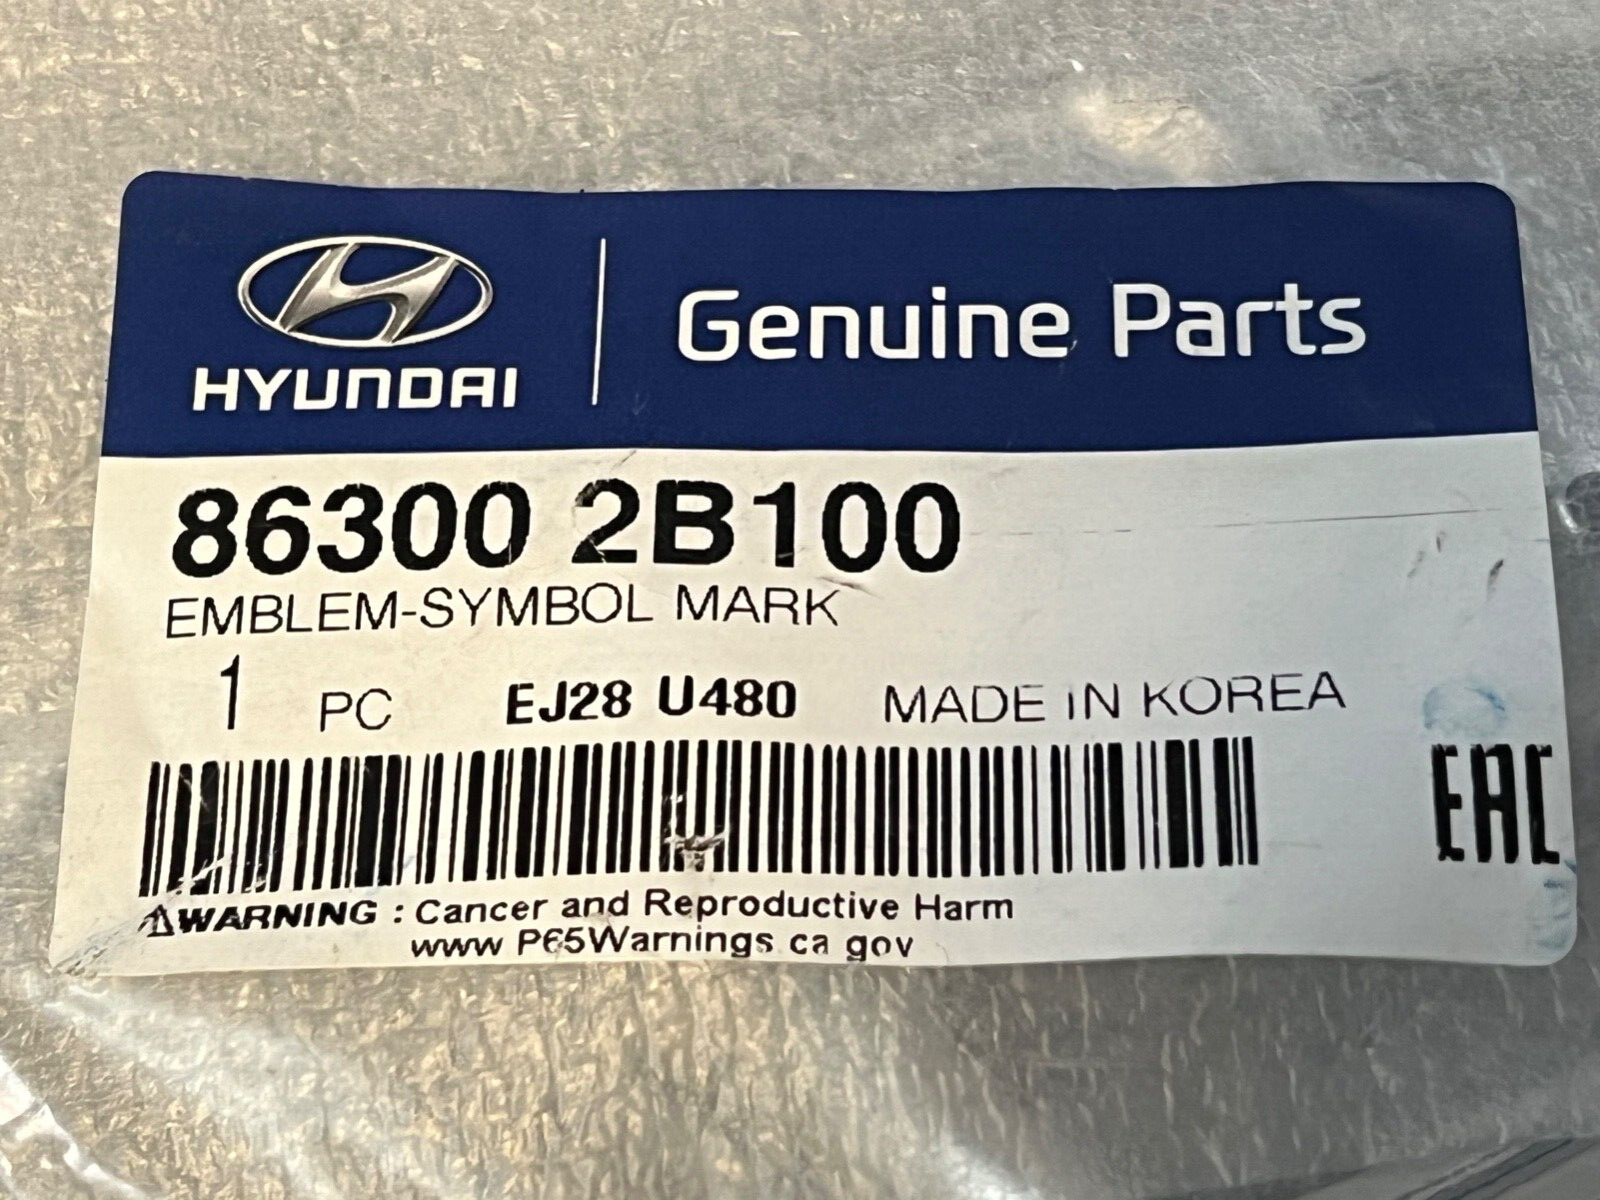 HYUNDAI
Genuine Parts
86300 2B100
EMBLEM-SYMBOL MARK
1 PC EJ28 U480 MADE IN KOREA
EAC
⚠WARNING : Cancer and Reproductive Harm
www P65Warnings ca gov